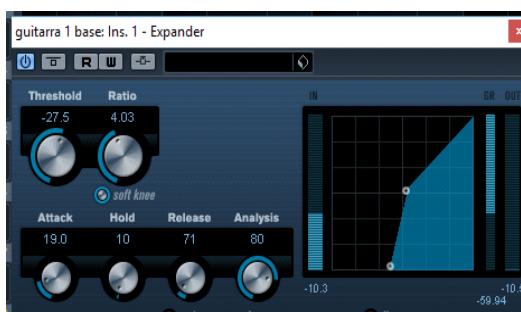 guitarra 1 base: Ins. 1 - Expander
R W
Threshold Ratio IN GR OUT
-27.5 4.03
soft knee
Attack Hold Release Analysis
19.0 10 71 80
-10.3
-59.94